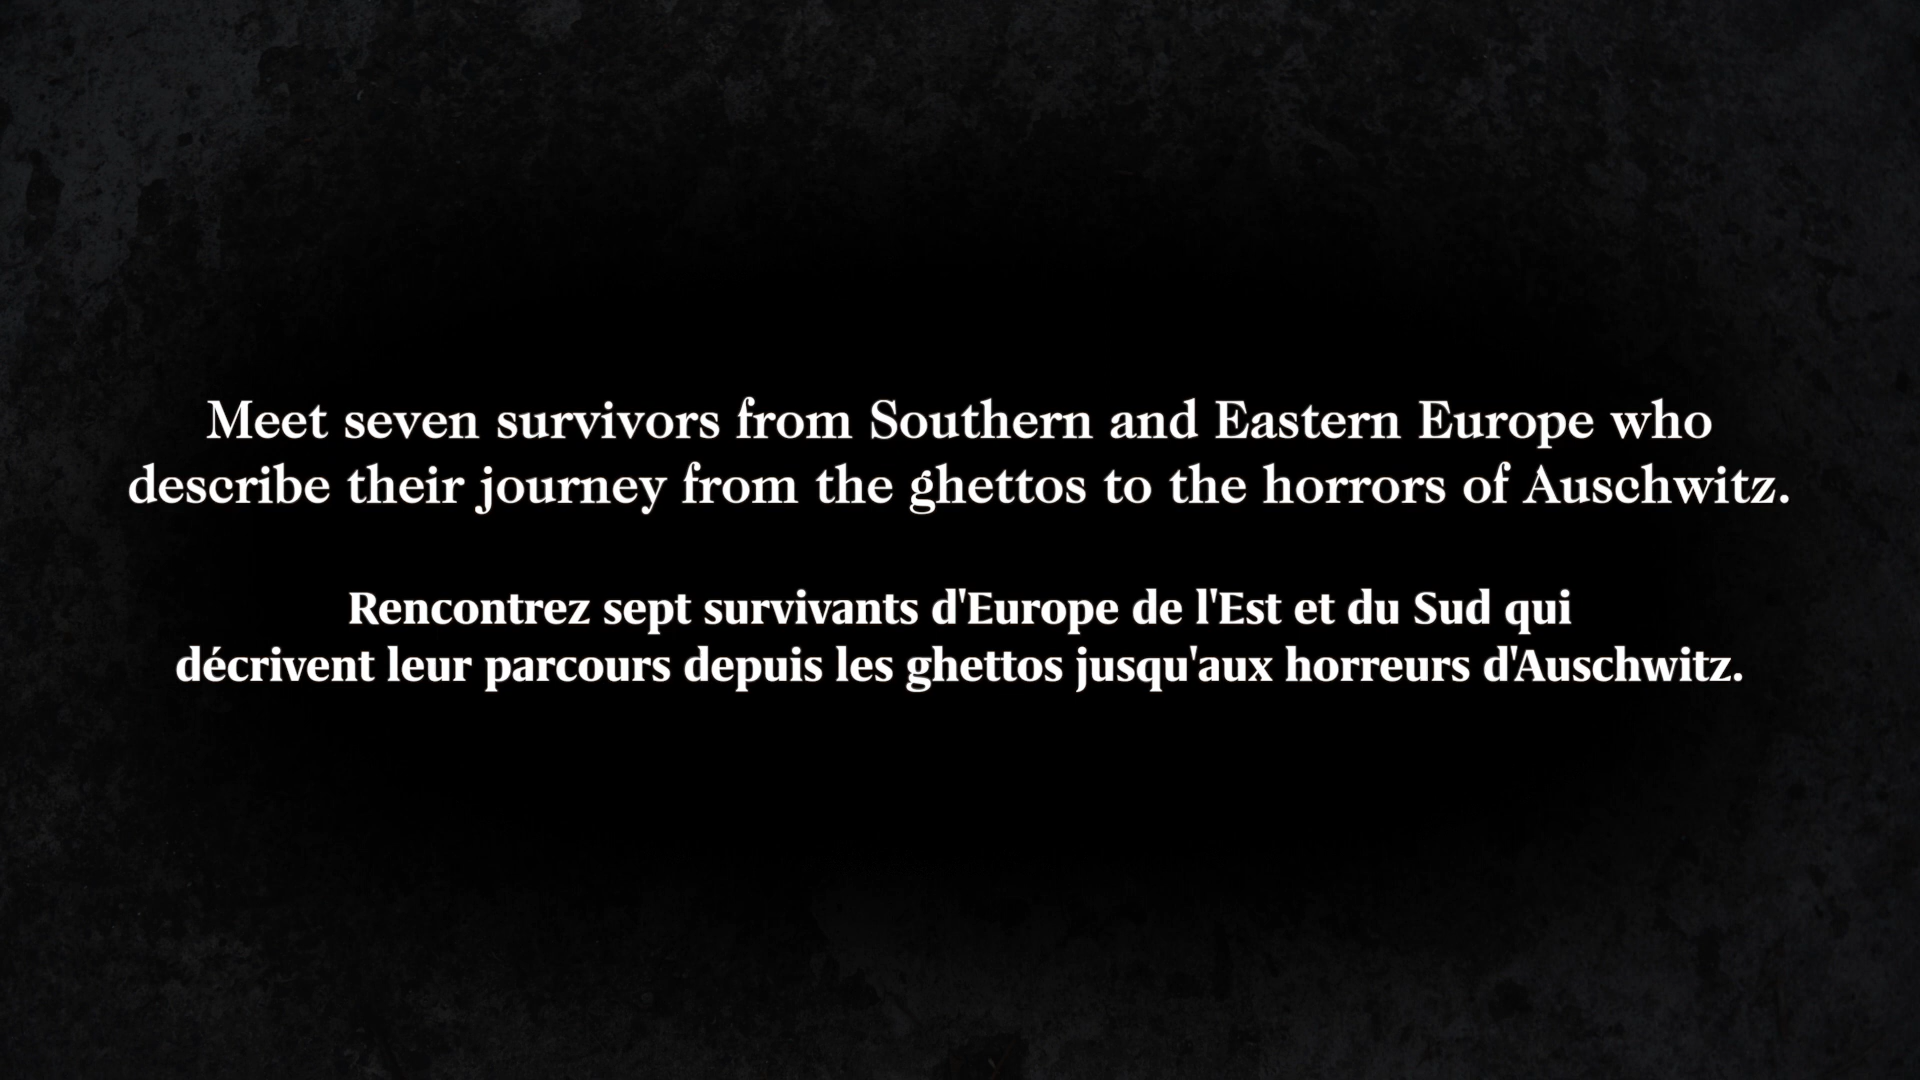 Meet seven survivors from Southern and Eastern Europe who
describe their journey from the ghettos to the horrors of Auschwitz.
Rencontrez sept survivants d'Europe de l'Est et du Sud qui
décrivent leur parcours depuis les ghettos jusqu'aux horreurs d'Auschwitz.